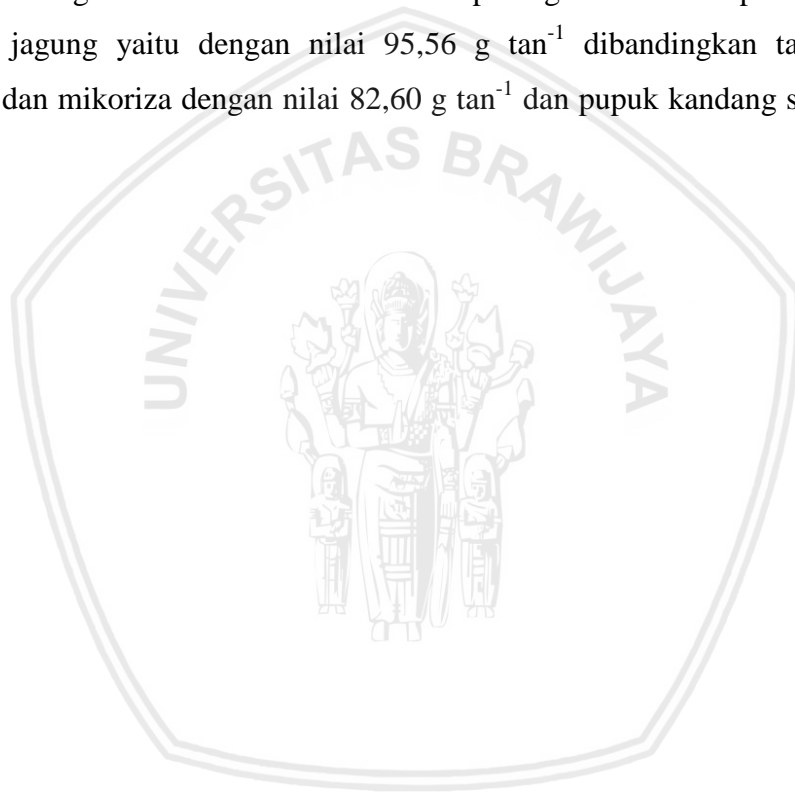 jagung yaitu dengan nilai 95,56 g tan-1 dibandingkan ta
dan mikoriza dengan nilai 82,60 g tan-1 dan pupuk kandang s
UNIVERSITAS BRAWIJAYA